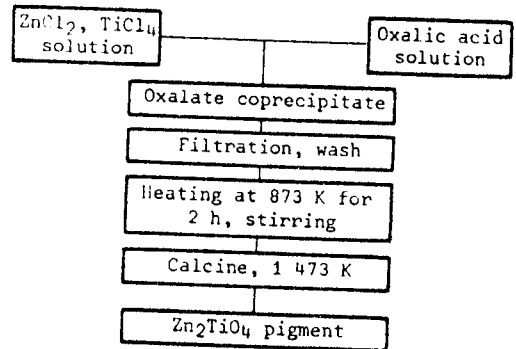 ZnCl2, TiCl4
solution
Oxalic acid
solution
Oxalate coprecipitate
Filtration, wash
Heating at 873 K for
2 h, stirring
Calcine, 1 473 K
Zn2TiO4 pigment